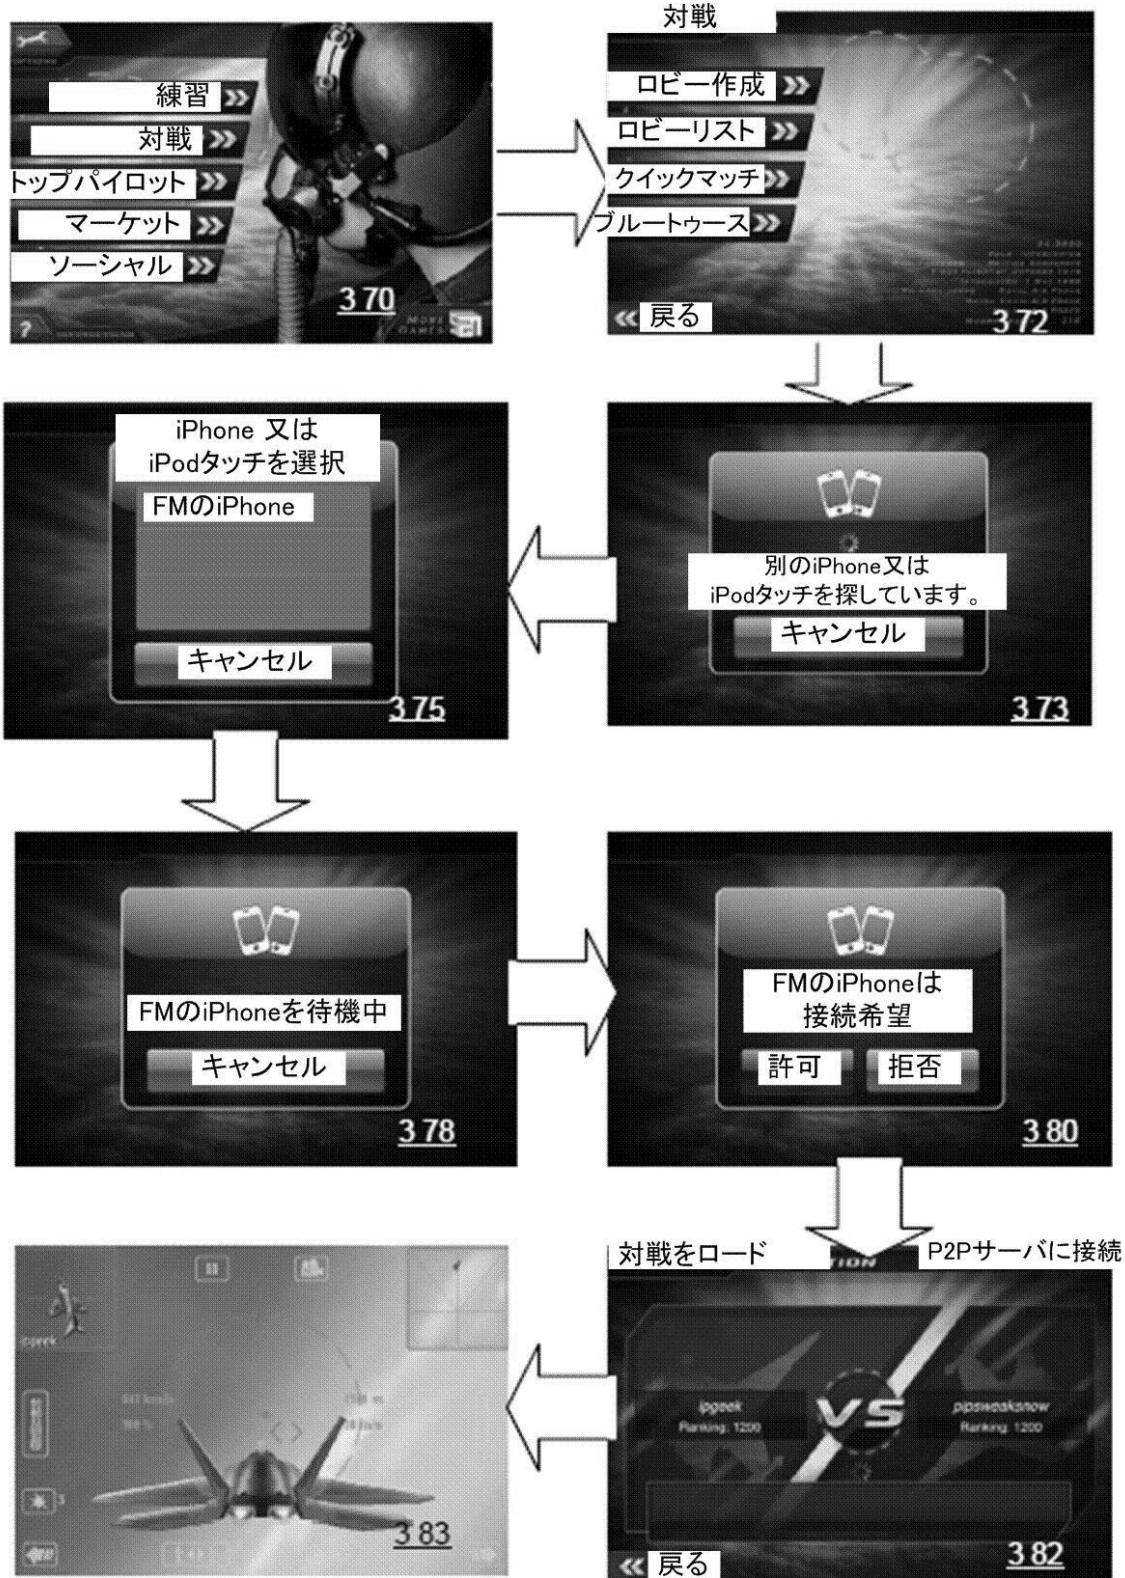 練習
対戦
トップパイロット
マーケット
ソーシャル
?
370
MORE
GAMES
対戦
ロビー作成
ロビーリスト
クイックマッチ
ブルートゥース
戻る
372
iPhone 又は
iPodタッチを選択
FMのiPhone
キャンセル
375
別のiPhone又は
iPodタッチを探しています。
キャンセル
373
FMのiPhoneを待機中
キャンセル
378
FMのiPhoneは
接続希望
許可
拒否
380
383
対戦をロード
P2Pサーバに接続
ipgeek
Ranking: 1200
VS
pipsweaksnow
Ranking: 1200
戻る
382